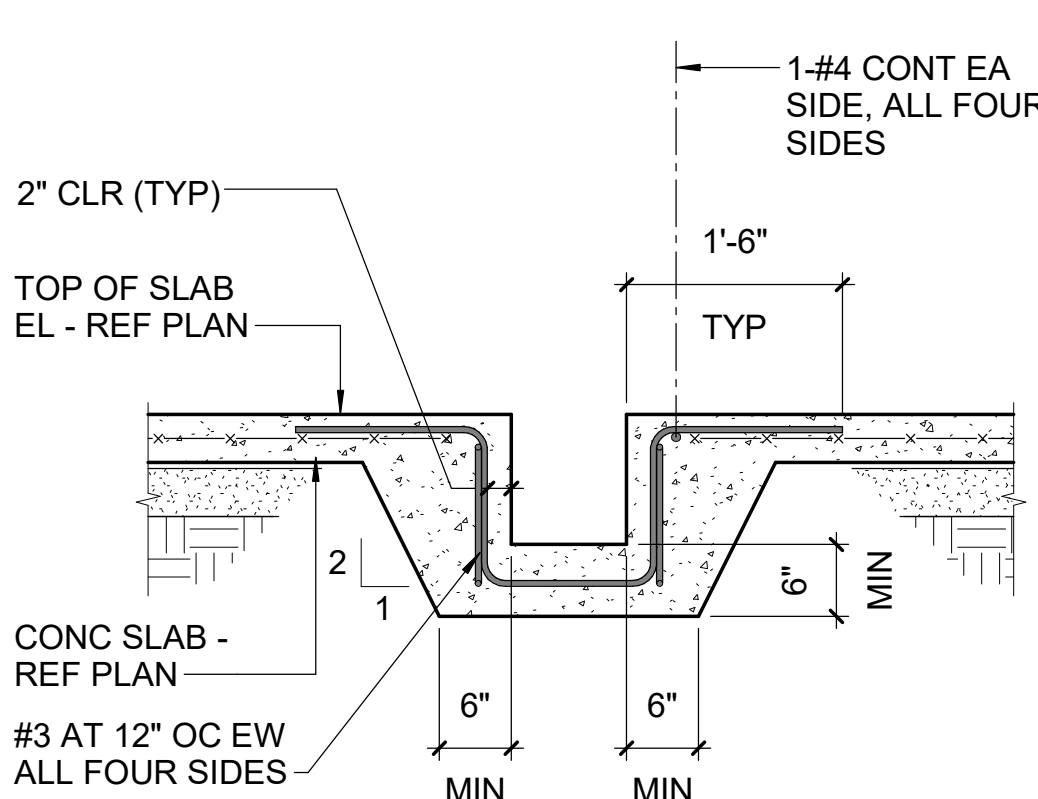 1-#4 CONT EA
SIDE, ALL FOUR
SIDES
2" CLR (TYP)
1'-6"
TYP
TOP OF SLAB
EL - REF PLAN
2
1
6"
MIN
CONC SLAB -
REF PLAN
6"
MIN
6"
MIN
#3 AT 12" OC EW
ALL FOUR SIDES